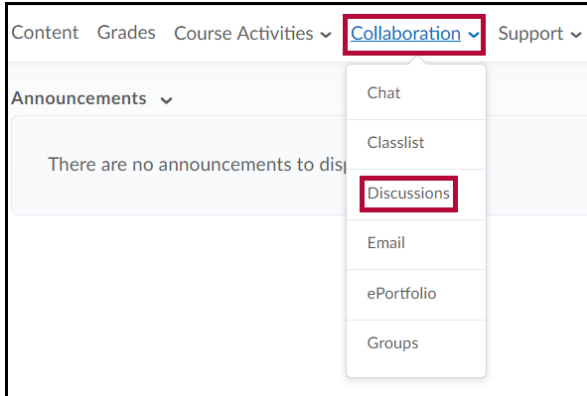 Content Grades Course Activities Collaboration Support
Announcements
There are no announcements to disp
Chat
Classlist
Discussions
Email
ePortfolio
Groups